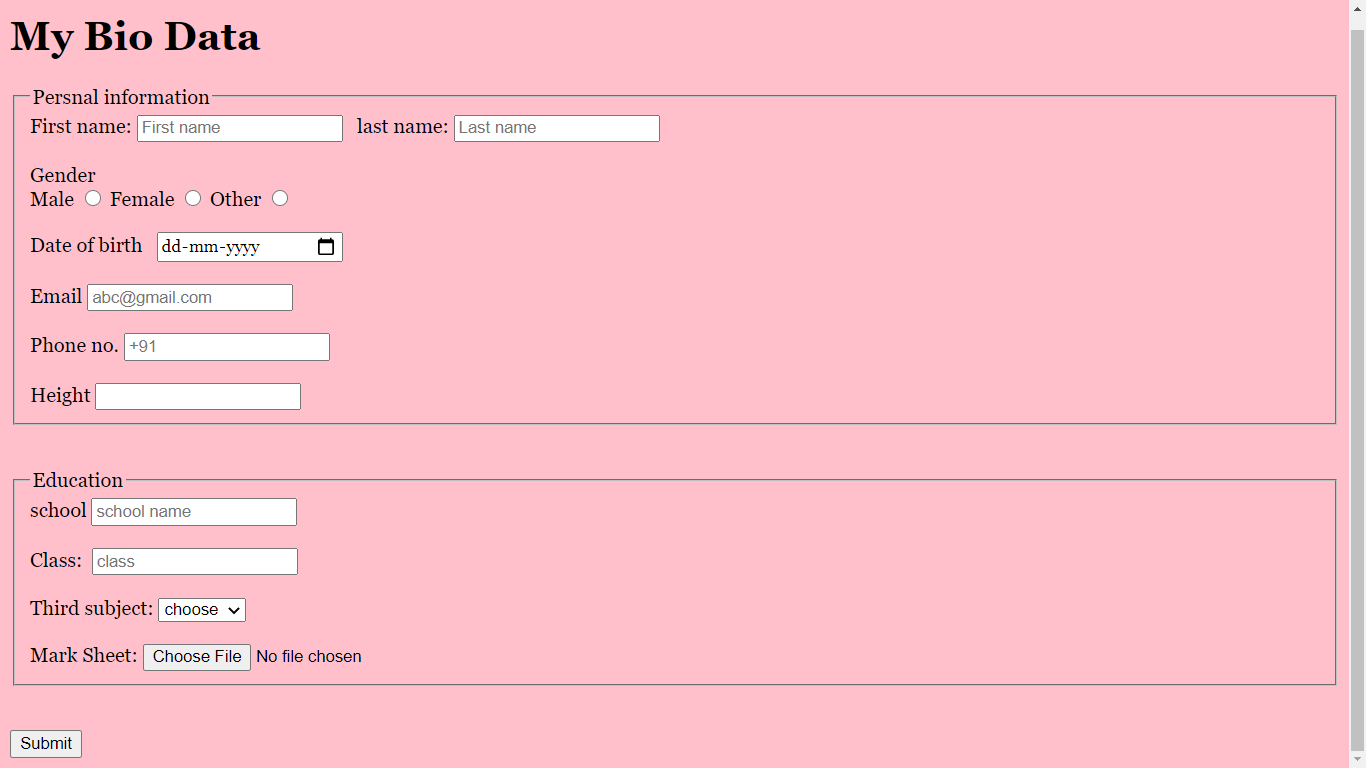 My Bio Data
Persnal information
First name: First name last name: Last name
Gender
Male Female Other
Date of birth dd-mm-yyyy
Email abc@gmail.com
Phone no. +91
Height
Education
school school name
Class: class
Third subject: choose
Mark Sheet: Choose File No file chosen
Submit